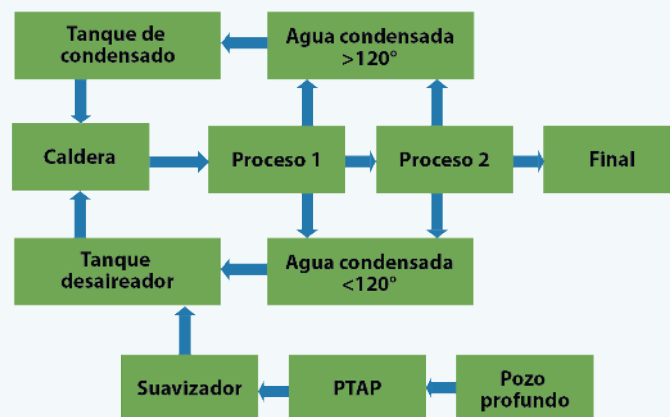 Tanque de
condensado
Agua condensada
>120°
Caldera
Proceso 1
Proceso 2
Final
Tanque
desaireador
Agua condensada
<120°
Suavizador
PTAP
Pozo
profundo